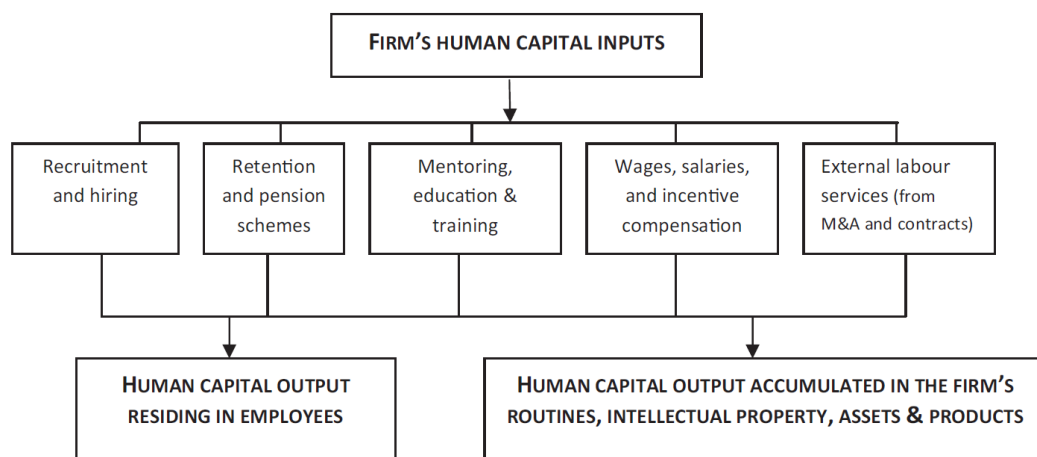 FIRM'S HUMAN CAPITAL INPUTS
Recruitment
and hiring
Retention
and pension
schemes
Mentoring,
education &
training
Wages, salaries,
and incentive
compensation
External labour
services (from
M&A and contracts)
HUMAN CAPITAL OUTPUT
RESIDING IN EMPLOYEES
HUMAN CAPITAL OUTPUT ACCUMULATED IN THE FIRM'S
ROUTINES, INTELLECTUAL PROPERTY, ASSETS & PRODUCTS